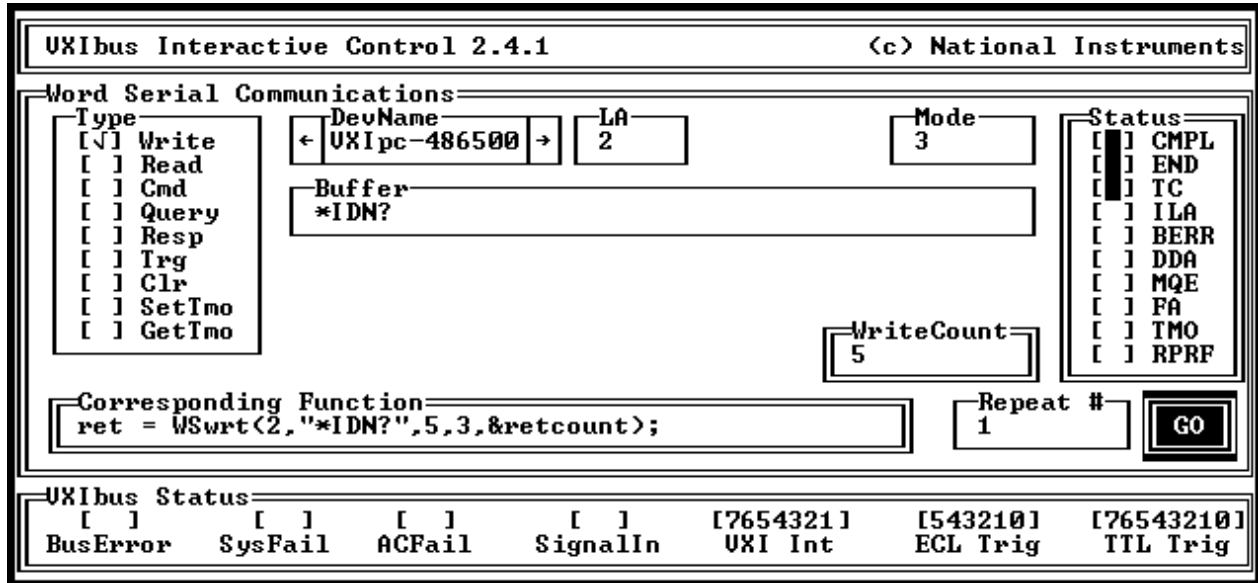 VXIbus Interactive Control 2.4.1 (c) National Instruments
Word Serial Communications
Type DevName LA Mode Status
[√] Write ← VXIpc-486500 → 2 3 [ ] CMPL
[ ] Read [ ] END
[ ] Cmd Buffer [ ] TC
[ ] Query *IDN? [ ] ILA
[ ] Resp [ ] BERR
[ ] Trg [ ] DDA
[ ] Clr [ ] MQE
[ ] SetTmo [ ] FA
[ ] GetTmo WriteCount [ ] TMO
5 [ ] RPRF
Corresponding Function Repeat #
ret = WSwrt(2,"*IDN?",5,3,&retcount); 1 GO
VXIbus Status
[ ] [ ] [ ] [ ] [7654321] [543210] [76543210]
BusError SysFail ACFail SignalIn VXI Int ECL Trig TTL Trig